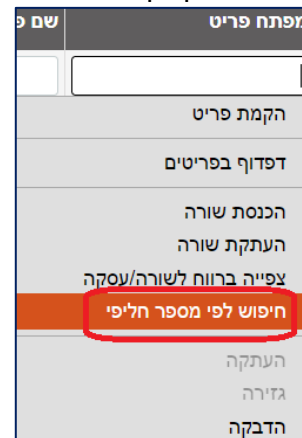 מפתח פריט
שם פ
הקמת פריט
דפדוף בפריטים
הכנסת שורה
העתקת שורה
צפייה ברווח לשורה/עסקה
חיפוש לפי מספר חליפי
העתקה
גזירה
הדבקה